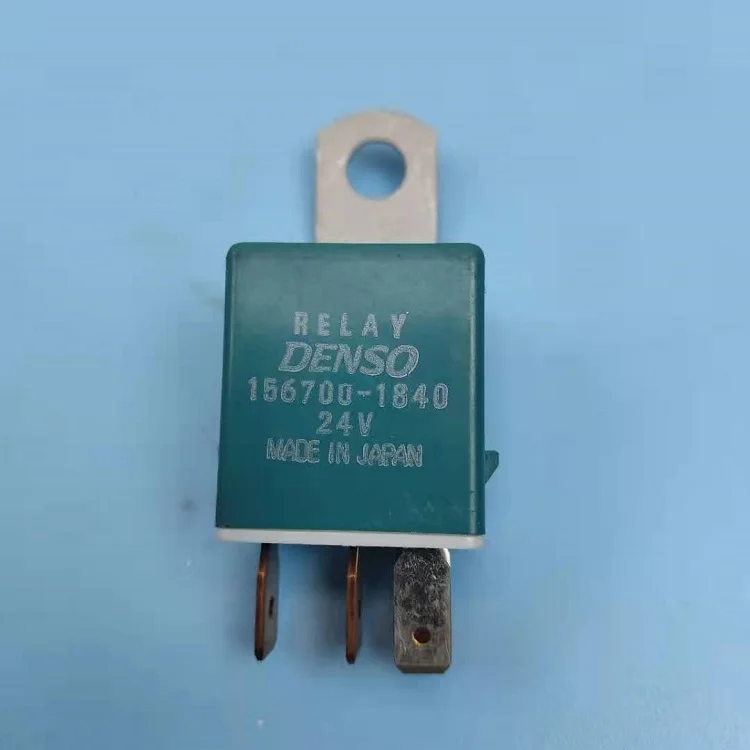 RELAY
DENSO
156700-1840
24V
MADE IN JAPAN